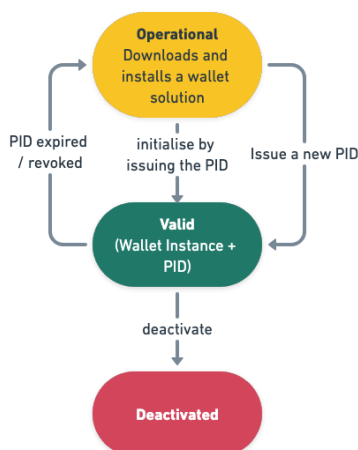 Operational
Downloads and
installs a wallet
solution
PID expired
/ revoked
initialise by
issuing the PID
Issue a new PID
Valid
(Wallet Instance +
PID)
deactivate
Deactivated